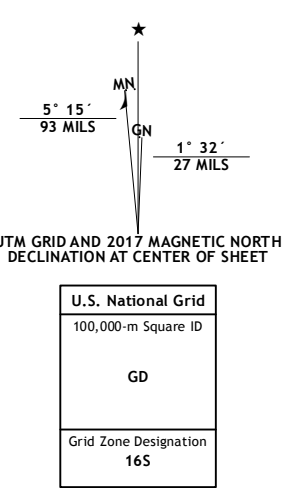 MN
GN
5° 15´
93 MILS
1° 32´
27 MILS
UTM GRID AND 2017 MAGNETIC NORTH
DECLINATION AT CENTER OF SHEET
U.S. National Grid
100,000-m Square ID
GD
Grid Zone Designation
16S